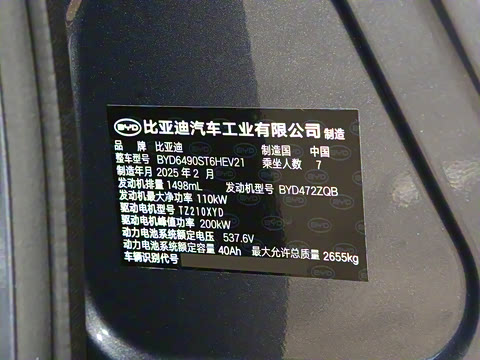 BYD 比亚迪汽车工业有限公司 制造
品 牌 比亚迪 制造国 中国
整车型号 BYD6490ST6HEV21 乘坐人数 7
制造年月 2025 年 2 月
发动机排量 1498mL 发动机型号 BYD472ZQB
发动机最大净功率 110kW
驱动电机型号 TZ210XYD
驱动电机峰值功率 200kW
动力电池系统额定电压 537.6V
动力电池系统额定容量 40Ah 最大允许总质量 2655kg
车辆识别代号